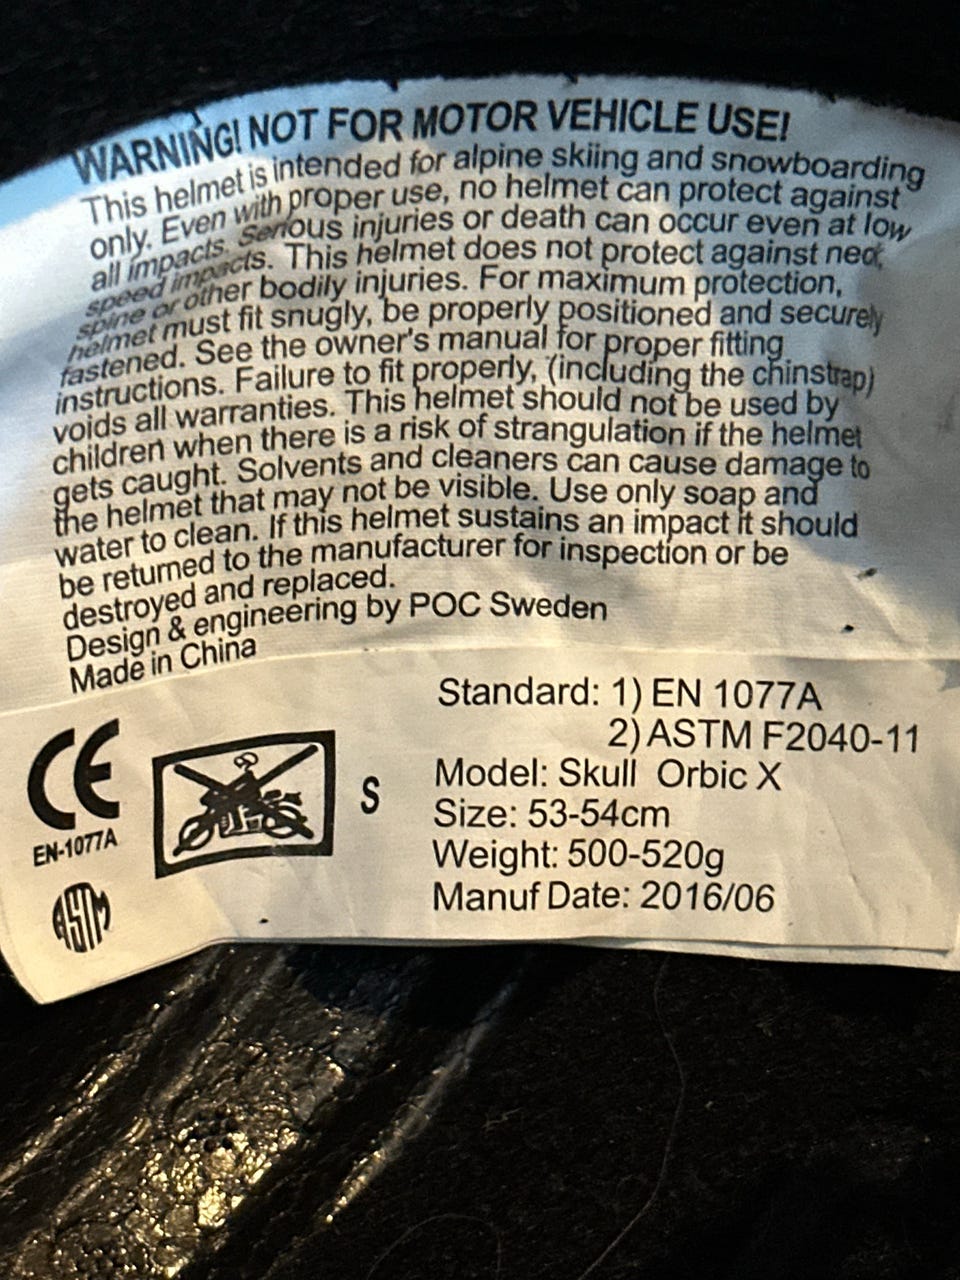 WARNING! NOT FOR MOTOR VEHICLE USE!
This helmet is intended for alpine skiing and snowboarding
only. Even with proper use, no helmet can protect against
all impacts. Serious injuries or death can occur even at low
speed impacts. This helmet does not protect against neck,
spine or other bodily injuries. For maximum protection,
helmet must fit snugly, be properly positioned and securely
fastened. See the owner's manual for proper fitting
instructions. Failure to fit properly, (including the chinstrap)
voids all warranties. This helmet should not be used by
children when there is a risk of strangulation if the helmet
gets caught. Solvents and cleaners can cause damage to
the helmet that may not be visible. Use only soap and
water to clean. If this helmet sustains an impact it should
be returned to the manufacturer for inspection or be
destroyed and replaced.
Design & engineering by POC Sweden
Made in China
CE
EN-1077A
ASTM
S
Standard: 1) EN 1077A
2) ASTM F2040-11
Model: Skull Orbic X
Size: 53-54cm
Weight: 500-520g
Manuf Date: 2016/06